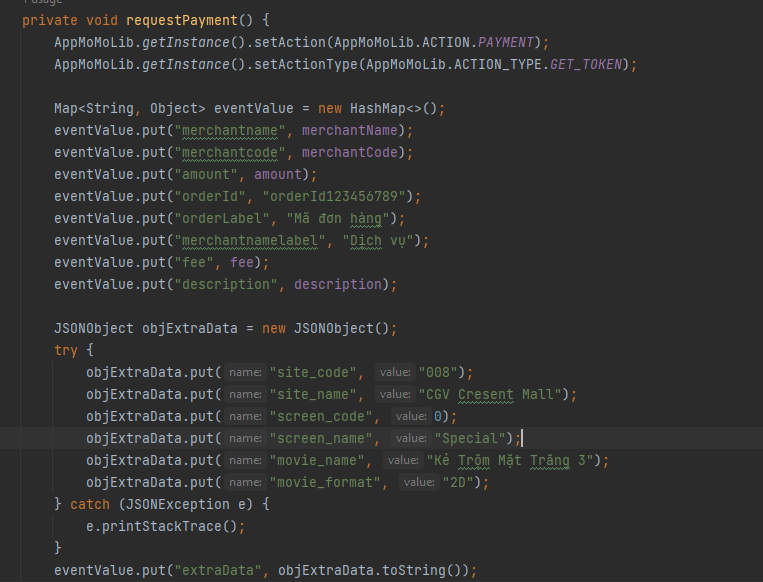 usage
private void requestPayment() {
AppMoMoLib.getInstance().setAction(AppMoMoLib.ACTION.PAYMENT);
AppMoMoLib.getInstance().setActionType(AppMoMoLib.ACTION_TYPE.GET_TOKEN);
Map<String, Object> eventValue = new HashMap<>();
eventValue.put("merchantname", merchantName);
eventValue.put("merchantcode", merchantCode);
eventValue.put("amount", amount);
eventValue.put("orderId", "orderId123456789");
eventValue.put("orderLabel", "Mã đơn hàng");
eventValue.put("merchantnamelabel", "Dịch vụ");
eventValue.put("fee", fee);
eventValue.put("description", description);
JSONObject objExtraData = new JSONObject();
try {
objExtraData.put( name: "site_code", value: "008");
objExtraData.put( name: "site_name", value: "CGV Cresent Mall");
objExtraData.put( name: "screen_code", value: 0);
objExtraData.put( name: "screen_name", value: "Special");
objExtraData.put( name: "movie_name", value: "Kẻ Trộm Mặt Trăng 3");
objExtraData.put( name: "movie_format", value: "2D");
} catch (JSONException e) {
e.printStackTrace();
}
eventValue.put("extraData", objExtraData.toString());